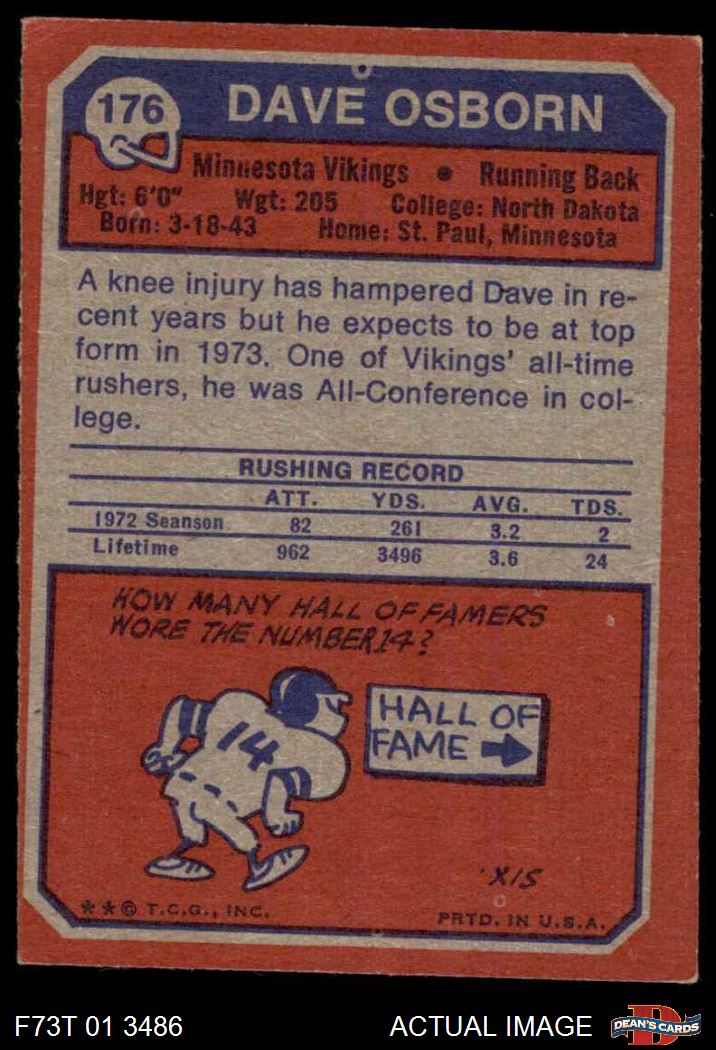 176
DAVE OSBORN
Minnesota Vikings • Running Back
Hgt: 6'0" Wgt: 205 College: North Dakota
Born: 3-18-43 Home: St. Paul, Minnesota
A knee injury has hampered Dave in re-
cent years but he expects to be at top
form in 1973. One of Vikings' all-time
rushers, he was All-Conference in col-
lege.
RUSHING RECORD
ATT. YDS. AVG. TDS.
1972 Seanson 82 261 3.2 2
Lifetime 962 3496 3.6 24
HOW MANY HALL OF FAMERS
WORE THE NUMBER 14?
14
HALL OF
FAME
XIS
**© T.C.G., INC.
PRTD. IN U.S.A.
F73T 01 3486
ACTUAL IMAGE
D
DEAN'S CARDS